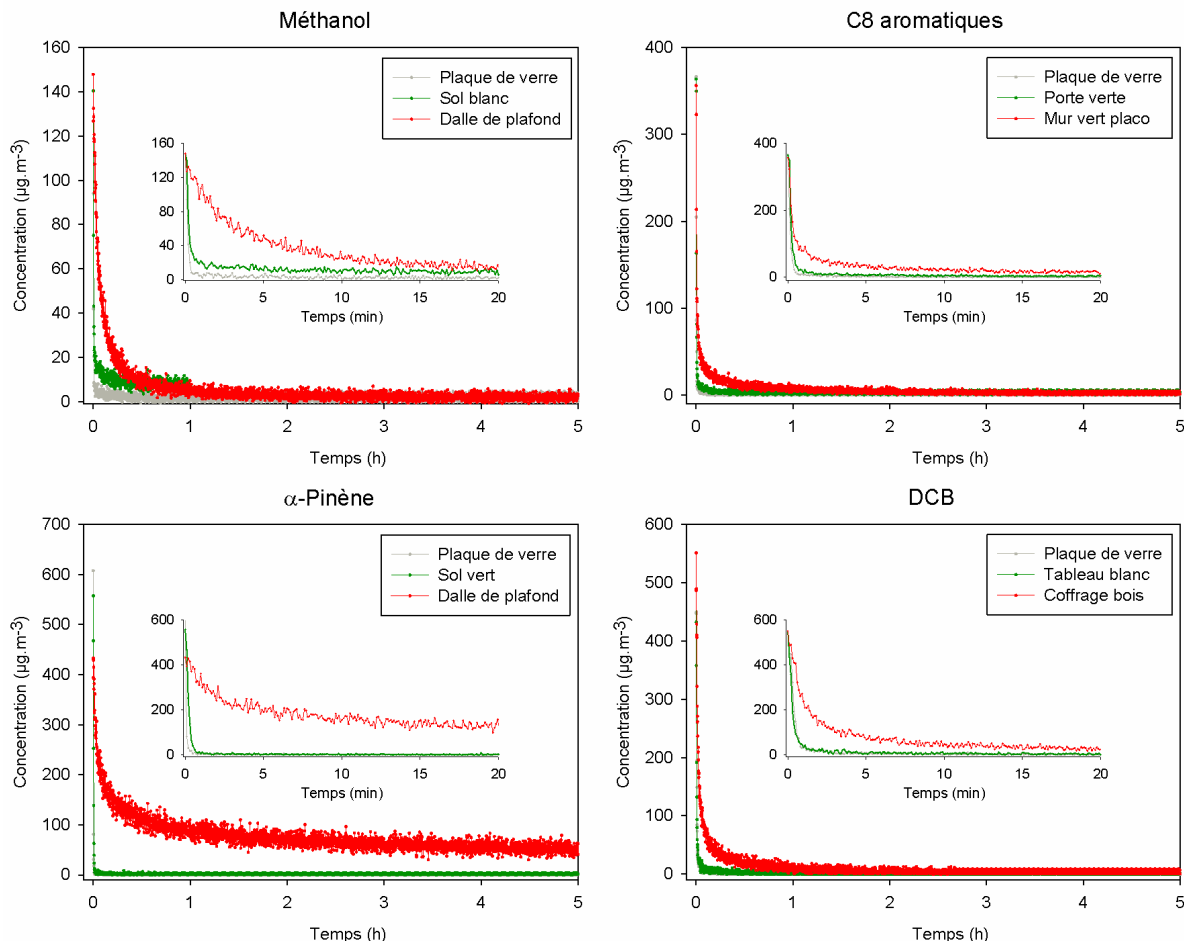 Méthanol
Concentration (µg.m-3)
160
140
120
100
80
60
40
20
0
0 1 2 3 4 5
Temps (h)
Plaque de verre
Sol blanc
Dalle de plafond
160
120
80
40
0
0 5 10 15 20
Temps (min)
C8 aromatiques
Concentration (µg.m-3)
400
300
200
100
0
0 1 2 3 4 5
Temps (h)
Plaque de verre
Porte verte
Mur vert placo
400
200
0
0 5 10 15 20
Temps (min)
α-Pinène
Concentration (µg.m-3)
700
600
500
400
300
200
100
0
0 1 2 3 4 5
Temps (h)
Plaque de verre
Sol vert
Dalle de plafond
600
400
200
0
0 5 10 15 20
Temps (min)
DCB
Concentration (µg.m-3)
600
500
400
300
200
100
0
0 1 2 3 4 5
Temps (h)
Plaque de verre
Tableau blanc
Coffrage bois
600
400
200
0
0 5 10 15 20
Temps (min)